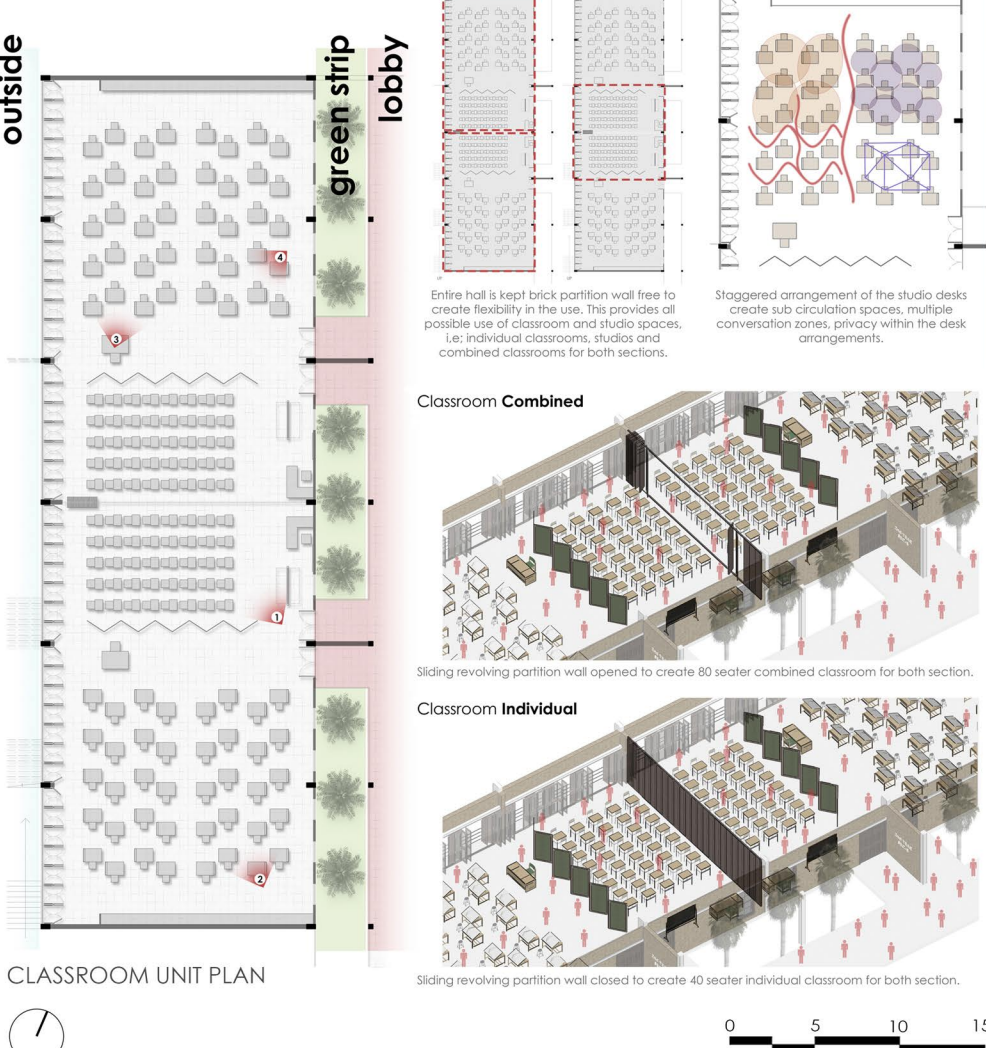 outside
green strip
lobby
4
3
1
2
CLASSROOM UNIT PLAN
Entire hall is kept brick partition wall free to
create flexibility in the use. This provides all
possible use of classroom and studio spaces,
i,e; individual classrooms, studios and
combined classrooms for both sections.
Staggered arrangement of the studio desks
create sub circulation spaces, multiple
conversation zones, privacy within the desk
arrangements.
Classroom Combined
Sliding revolving partition wall opened to create 80 seater combined classroom for both section.
Classroom Individual
Sliding revolving partition wall closed to create 40 seater individual classroom for both section.
0 5 10 15